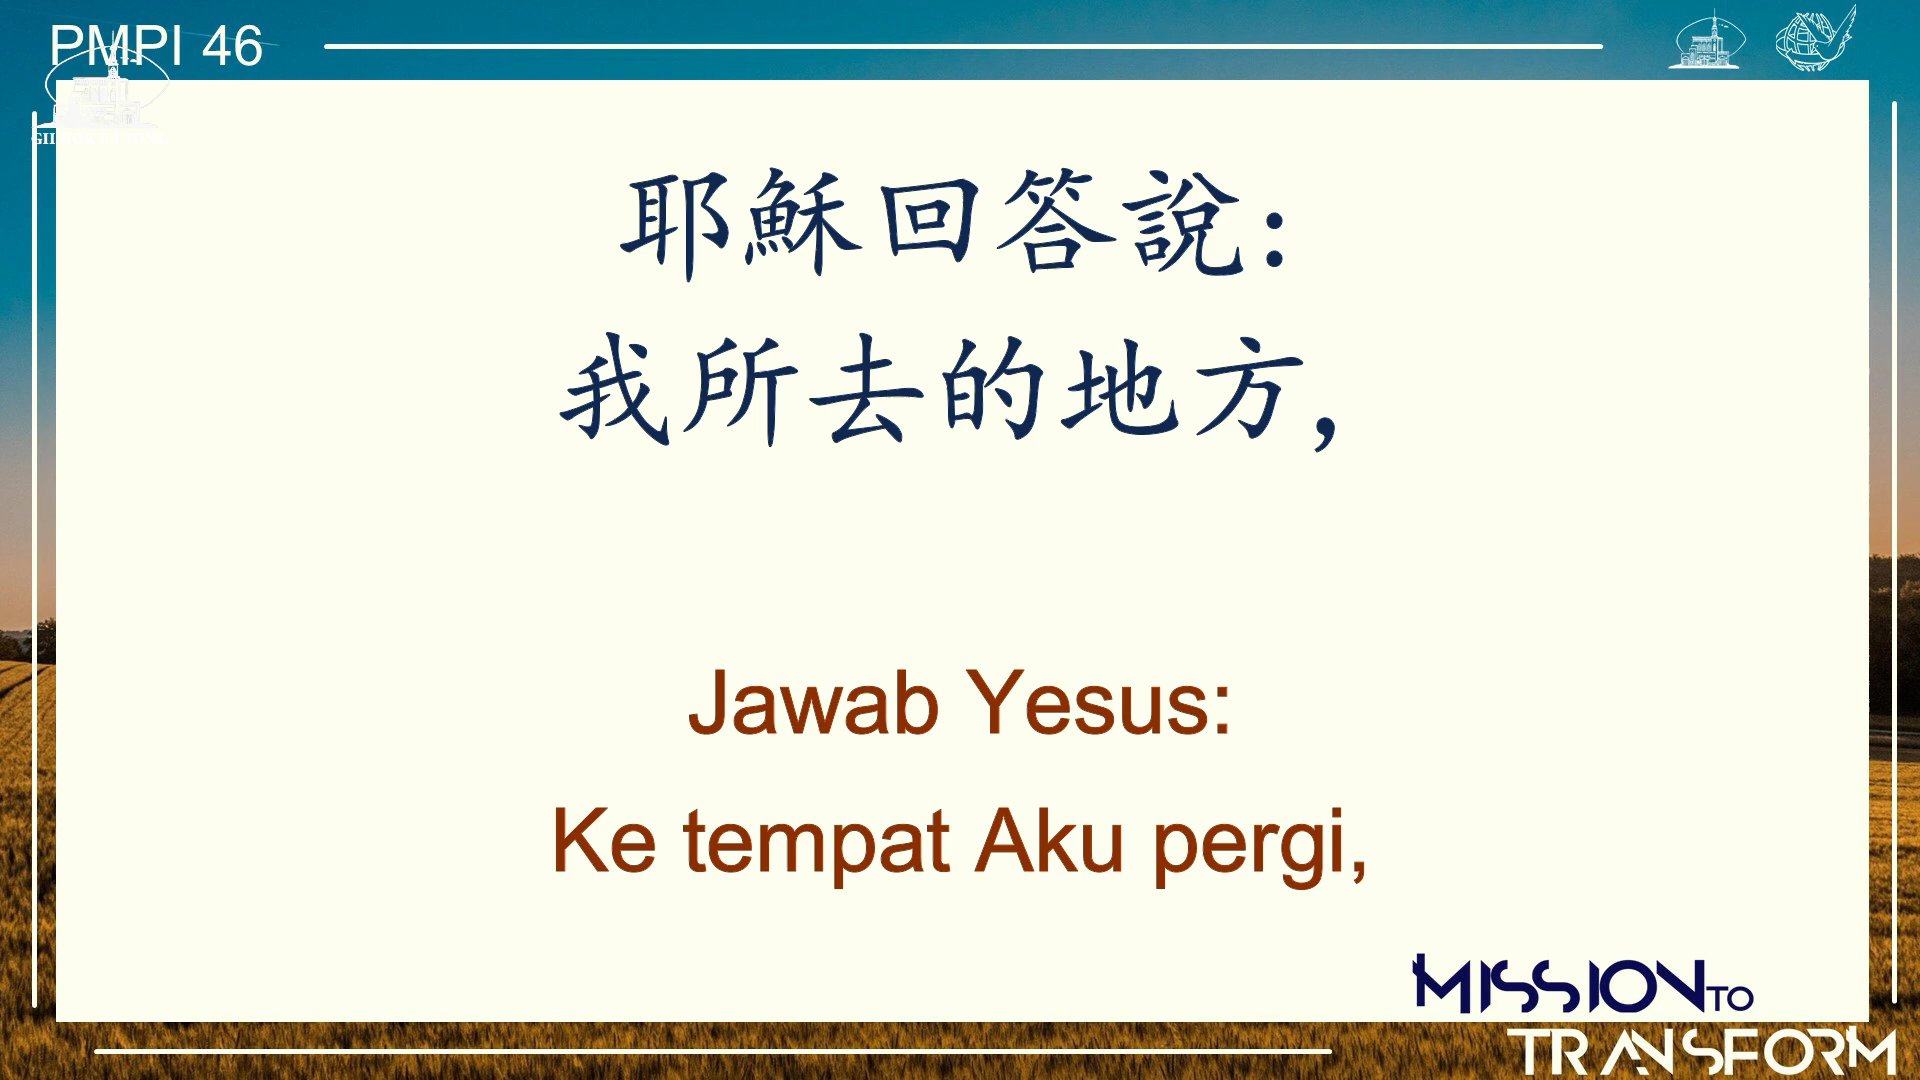 PMPI 46
耶穌回答說:
我所去的地方,
Jawab Yesus:
Ke tempat Aku pergi,
MISSION TO
TRANSFORM